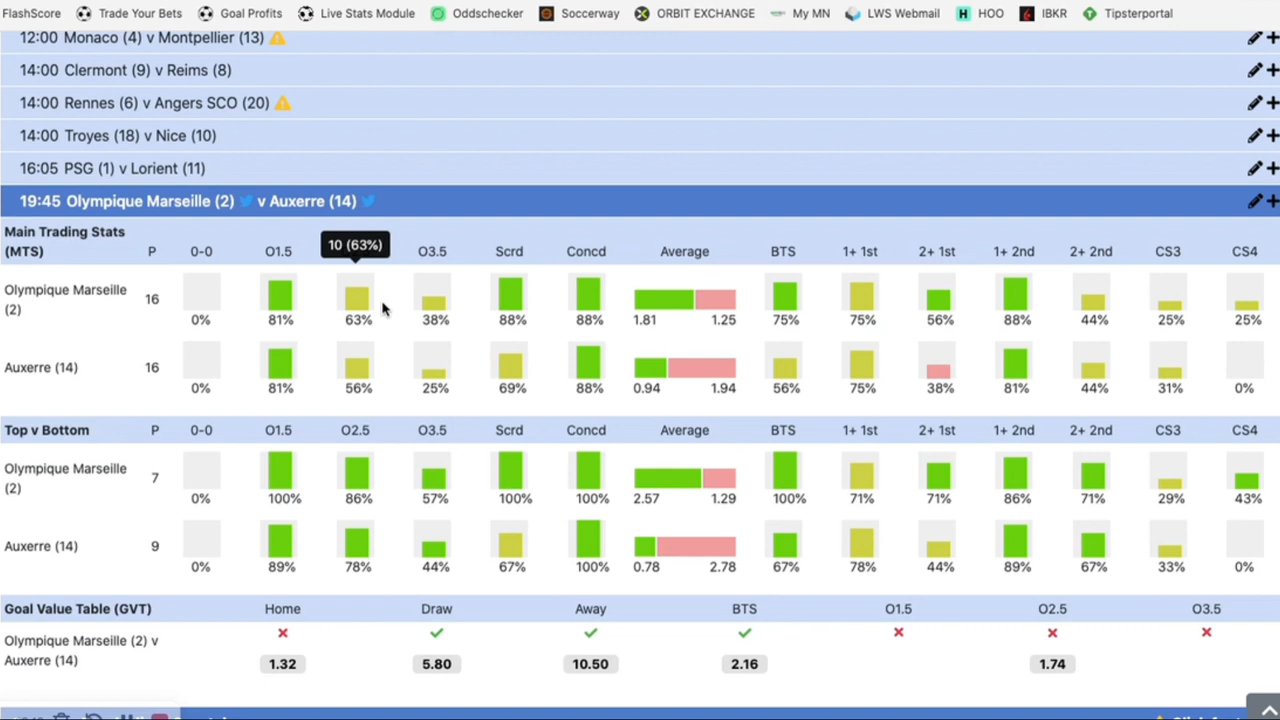 FlashScore Trade Your Bets Goal Profits Live Stats Module Oddschecker Soccerway ORBIT EXCHANGE My MN LWS Webmail HOO IBKR Tipsterportal
12:00 Monaco (4) v Montpellier (13)
14:00 Clermont (9) v Reims (8)
14:00 Rennes (6) v Angers SCO (20)
14:00 Troyes (18) v Nice (10)
16:05 PSG (1) v Lorient (11)
19:45 Olympique Marseille (2) v Auxerre (14)
Main Trading Stats
(MTS) P 0-0 O1.5 10 (63%) O3.5 Scrd Concd Average BTS 1+ 1st 2+ 1st 1+ 2nd 2+ 2nd CS3 CS4
Olympique Marseille
(2) 16
0% 81% 63% 38% 88% 88% 1.81 1.25 75% 75% 56% 88% 44% 25% 25%
Auxerre (14) 16
0% 81% 56% 25% 69% 88% 0.94 1.94 56% 75% 38% 81% 44% 31% 0%
Top v Bottom P 0-0 O1.5 O2.5 O3.5 Scrd Concd Average BTS 1+ 1st 2+ 1st 1+ 2nd 2+ 2nd CS3 CS4
Olympique Marseille
(2) 7
0% 100% 86% 57% 100% 100% 2.57 1.29 100% 71% 71% 86% 71% 29% 43%
Auxerre (14) 9
0% 89% 78% 44% 67% 100% 0.78 2.78 67% 78% 44% 89% 67% 33% 0%
Goal Value Table (GVT) Home Draw Away BTS O1.5 O2.5 O3.5
Olympique Marseille (2) v
Auxerre (14)
1.32 5.80 10.50 2.16 1.74